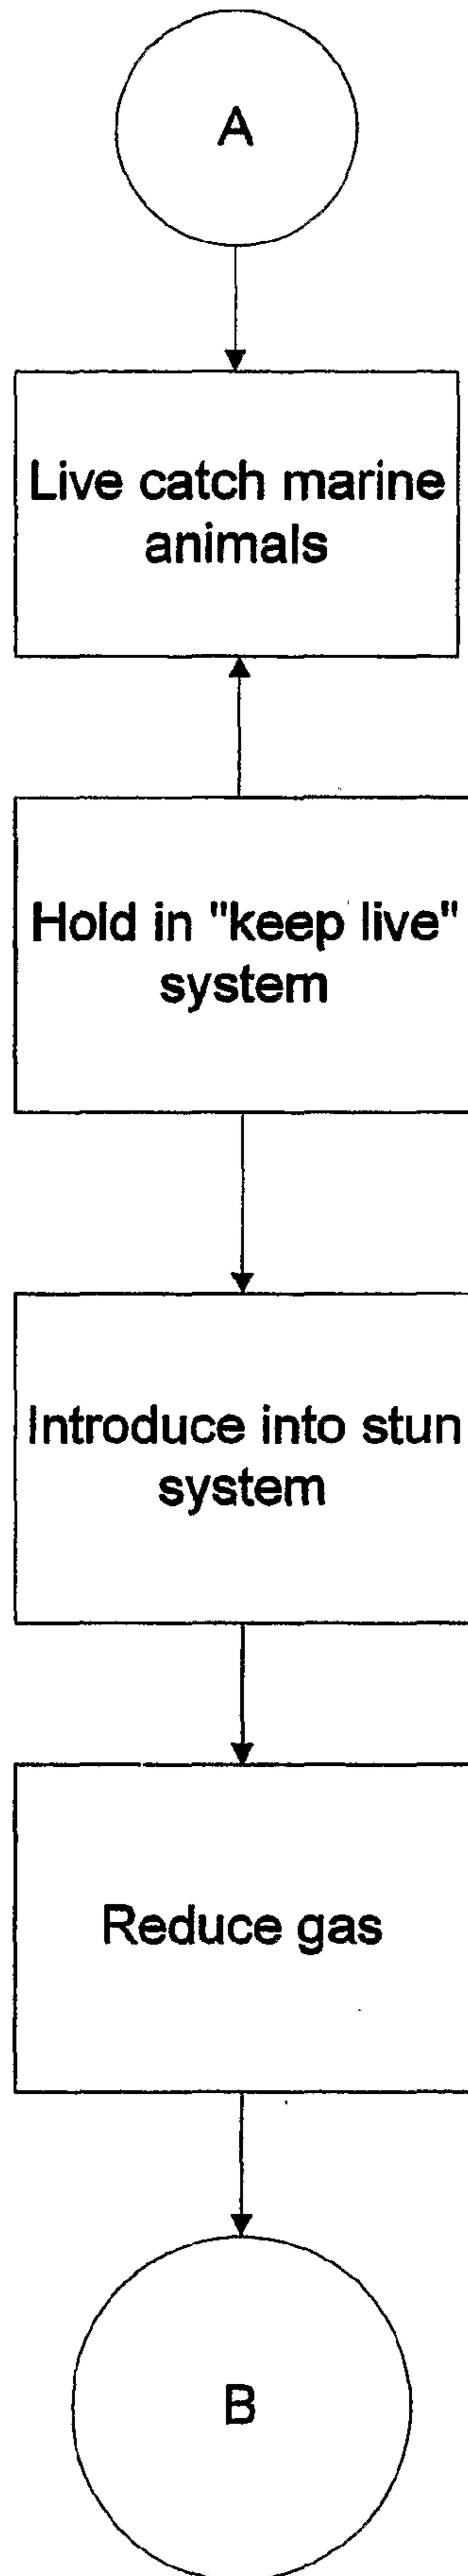 A
Live catch marine
animals
Hold in "keep live"
system
Introduce into stun
system
Reduce gas
B